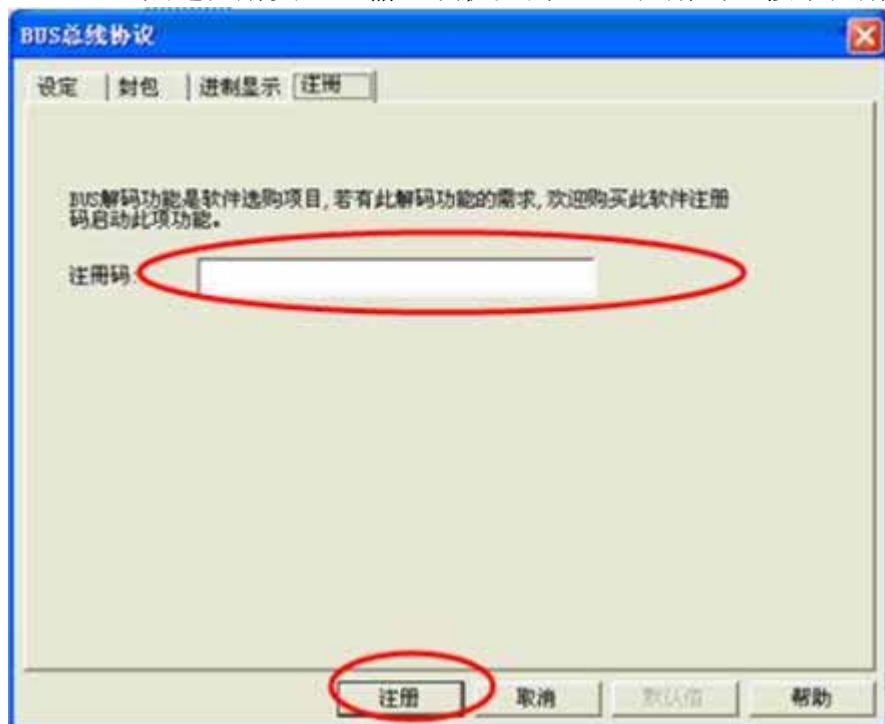 BUS总线协议
设定 封包 进制显示 注册
BUS解码功能是软件选购项目,若有此解码功能的需求,欢迎购买此软件注册
码启动此项功能。
注册码:
注册 取消 默认值 帮助